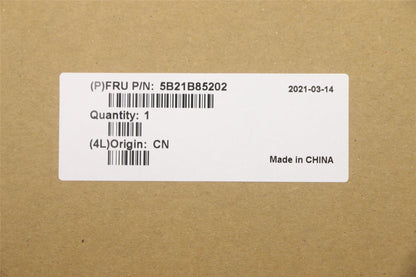 (P)FRU P/N: 5B21B85202 2021-03-14
Quantity: 1
(4L)Origin: CN
Made in CHINA